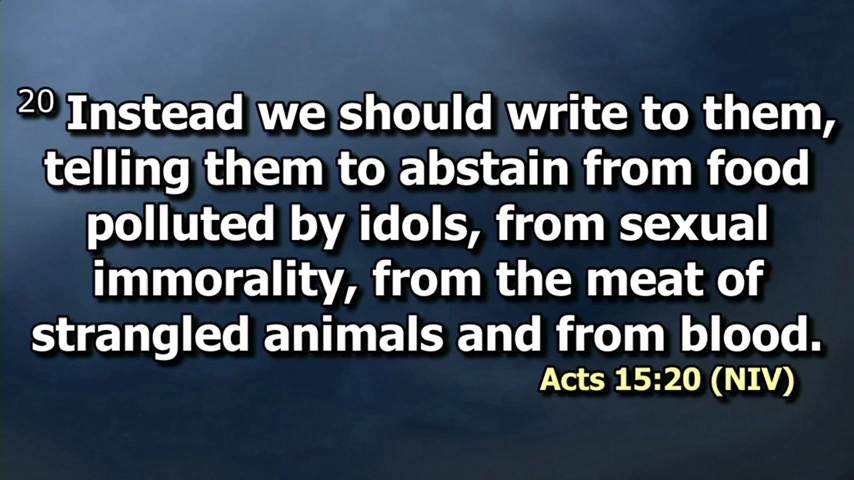 20 Instead we should write to them,
telling them to abstain from food
polluted by idols, from sexual
immorality, from the meat of
strangled animals and from blood.
Acts 15:20 (NIV)